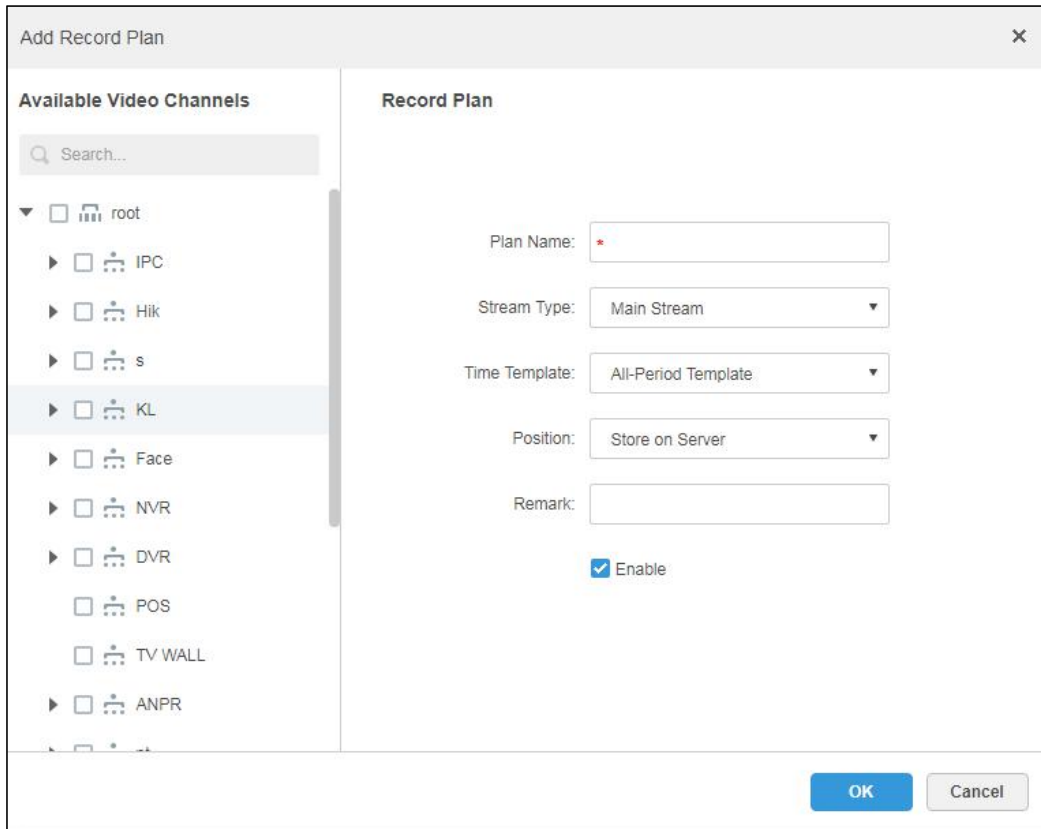 Add Record Plan
Available Video Channels
Search...
root
IPC
Hik
s
KL
Face
NVR
DVR
POS
TV WALL
ANPR
Record Plan
Plan Name: *
Stream Type: Main Stream
Time Template: All-Period Template
Position: Store on Server
Remark:
Enable
OK
Cancel